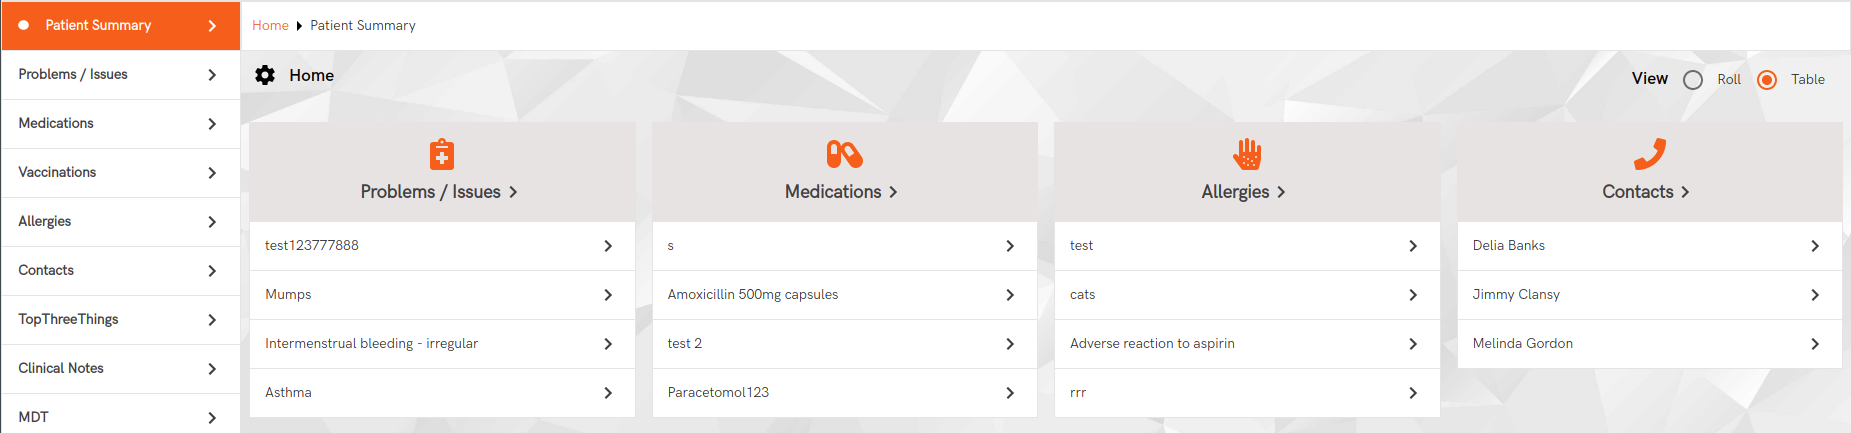 Patient Summary
Problems / Issues
Medications
Vaccinations
Allergies
Contacts
TopThreeThings
Clinical Notes
MDT
Home Patient Summary
Home
View Roll Table
Problems / Issues
test123777888
Mumps
Intermenstrual bleeding - irregular
Asthma
Medications
s
Amoxicillin 500mg capsules
test 2
Paracetomol123
Allergies
test
cats
Adverse reaction to aspirin
rrr
Contacts
Delia Banks
Jimmy Clansy
Melinda Gordon